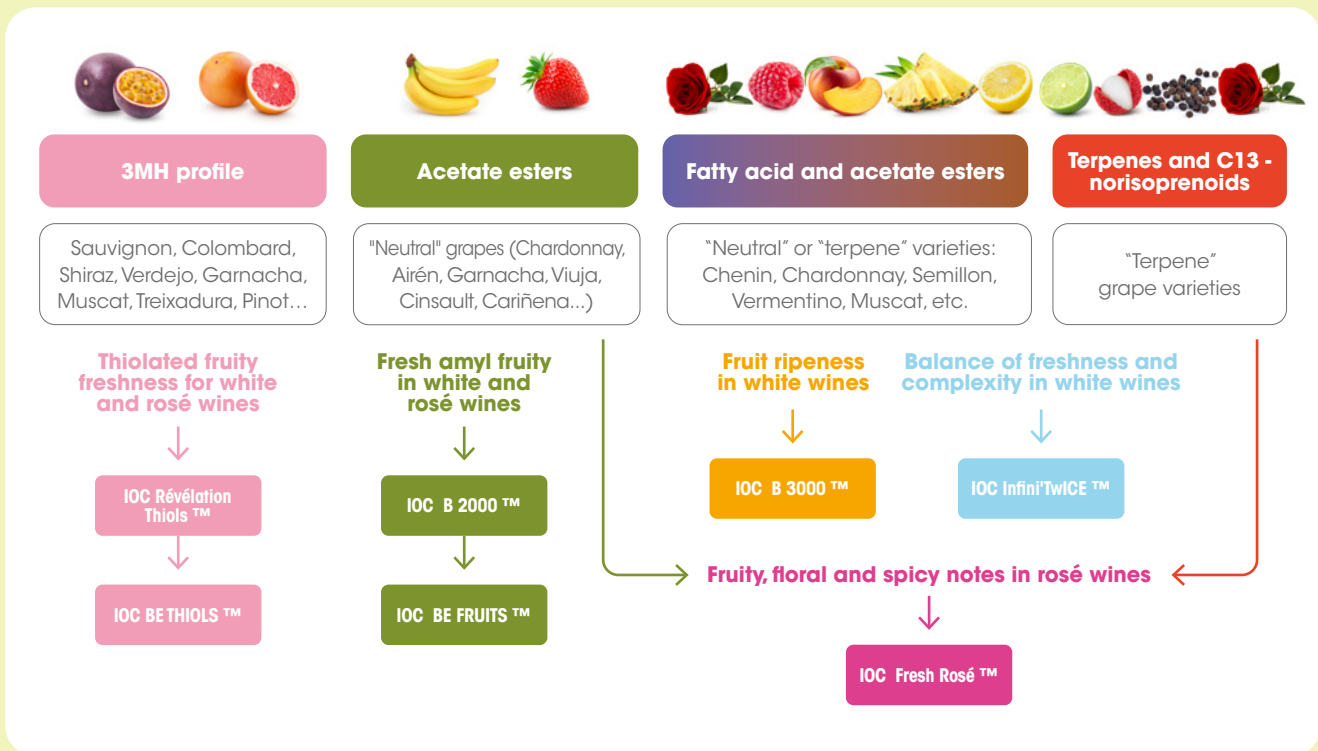 3MH profile
Acetate esters
Fatty acid and acetate esters
Terpenes and C13 -
norisoprenoids
Sauvignon, Colombard,
Shiraz, Verdejo, Garnacha,
Muscat, Treixadura, Pinot...
"Neutral" grapes (Chardonnay,
Airén, Garnacha, Viuja,
Cinsault, Cariñena...)
“Neutral” or “terpene” varieties:
Chenin, Chardonnay, Semillon,
Vermentino, Muscat, etc.
“Terpene”
grape varieties
Thiolated fruity
freshness for white
and rosé wines
Fresh amyl fruity
in white and
rosé wines
Fruit ripeness
in white wines
Balance of freshness and
complexity in white wines
IOC Révélation
Thiols ™
IOC B 2000 ™
IOC B 3000 ™
IOC Infini'TwICE ™
IOC BE THIOLS ™
IOC BE FRUITS ™
Fruity, floral and spicy notes in rosé wines
IOC Fresh Rosé ™